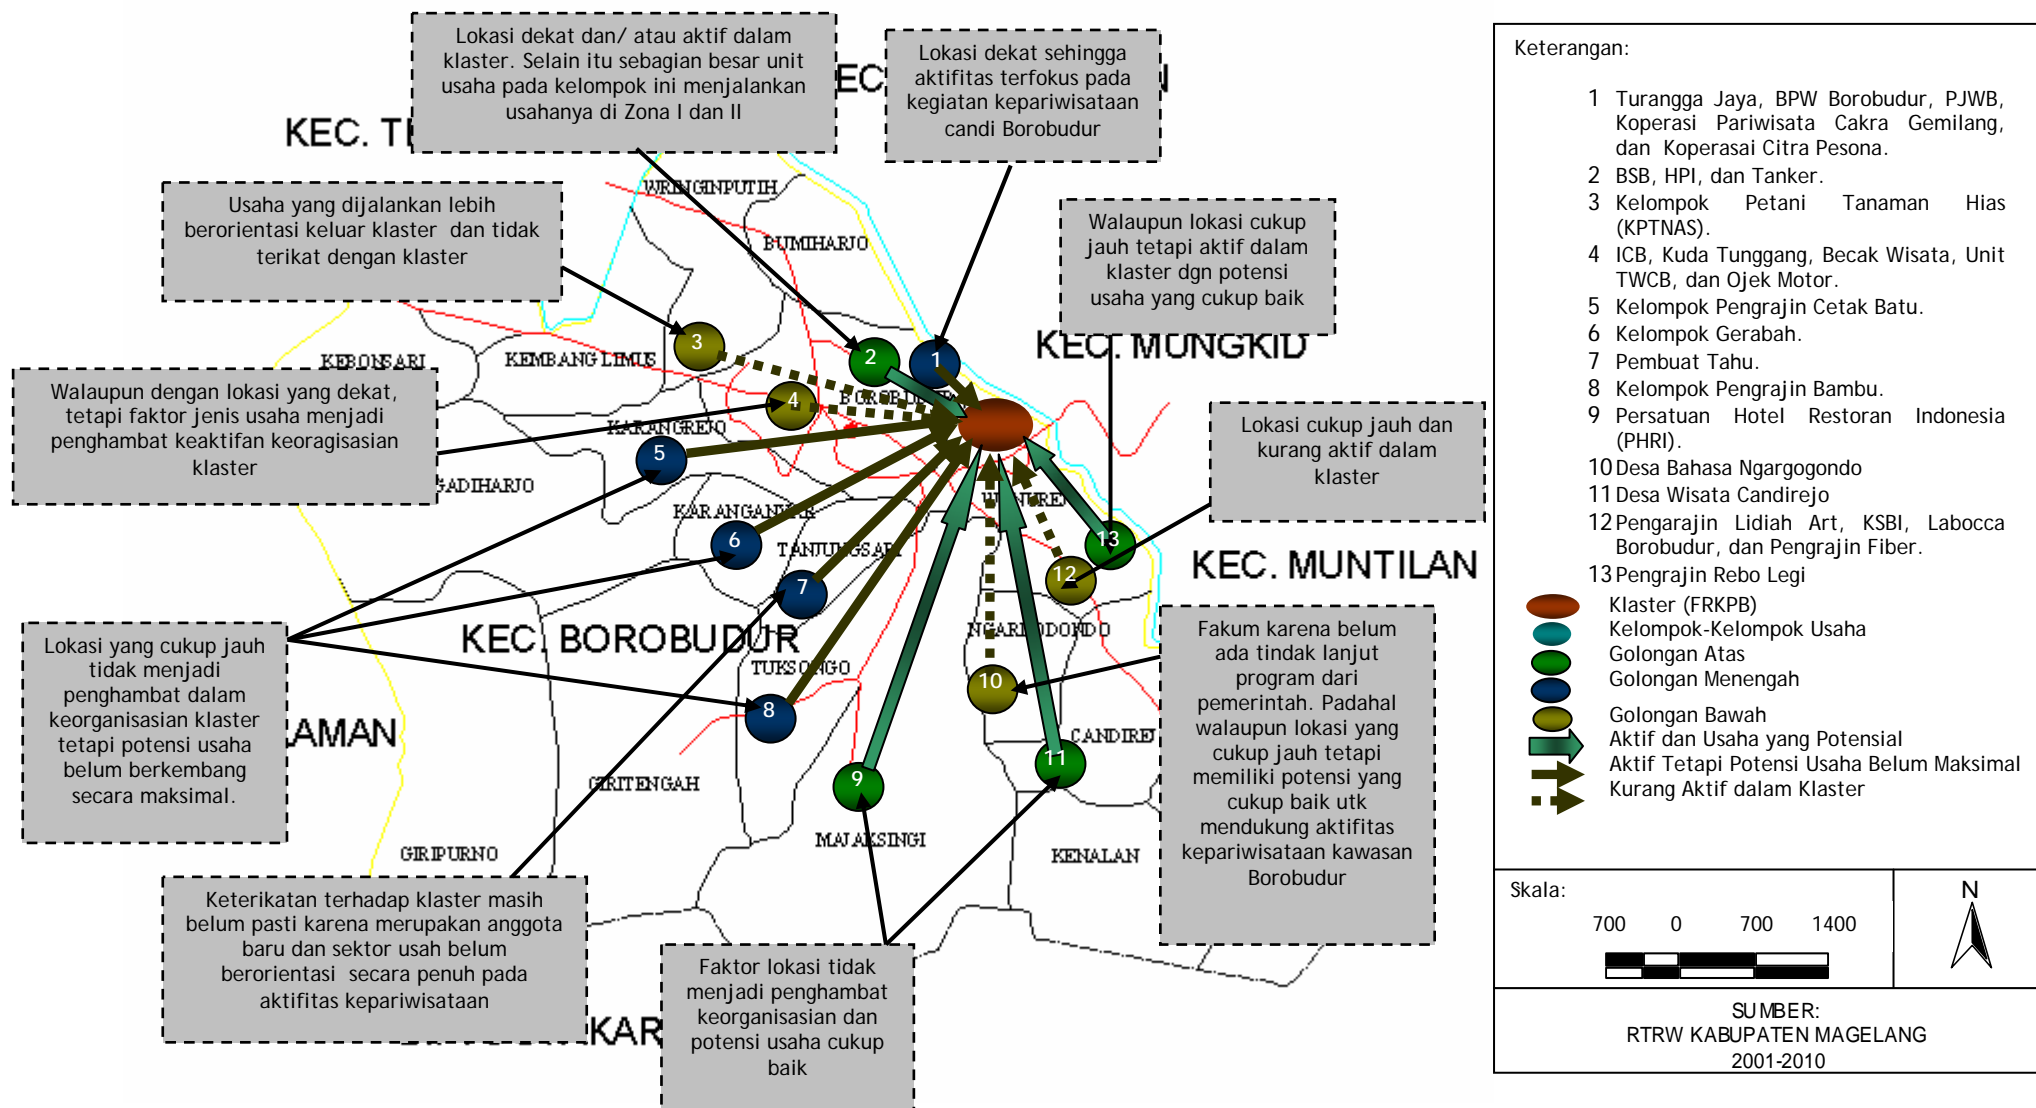 Lokasi dekat dan/ atau aktif dalam
klaster. Selain itu sebagian besar unit
usaha pada kelompok ini menjalankan
usahanya di Zona I dan II
Lokasi dekat sehingga
aktifitas terfokus pada
kegiatan kepariwisataan
candi Borobudur
KEC. T
EC
Usaha yang dijalankan lebih
berorientasi keluar klaster dan tidak
terikat dengan klaster
Walaupun lokasi cukup
jauh tetapi aktif dalam
klaster dgn potensi
usaha yang cukup baik
WRINGINPUTIH
BUMIHARJO
KEC. MUNGKID
KEBONSARI
KEMBANG LIMUS
3
2
1
4
Walaupun dengan lokasi yang dekat,
tetapi faktor jenis usaha menjadi
penghambat keaktifan keoragisasian
klaster
KARANGREJO
5
GADIHARJO
Lokasi cukup jauh dan
kurang aktif dalam
klaster
KARANGANYAR
6
TANJUNGSARI
7
WANUREJ
13
12
KEC. MUNTILAN
Lokasi yang cukup jauh
tidak menjadi
penghambat dalam
keorganisasian klaster
tetapi potensi usaha
belum berkembang
secara maksimal.
KEC. BOROBUDUR
TUKSONGO
8
10
Fakum karena belum
ada tindak lanjut
program dari
pemerintah. Padahal
walaupun lokasi yang
cukup jauh tetapi
memiliki potensi yang
cukup baik utk
mendukung aktifitas
kepariwisataan kawasan
Borobudur
LAMAN
CANDIREJ
11
9
GIRITENGAH
MAJAKSINGI
KENALAN
GIRIPURNO
Keterikatan terhadap klaster masih
belum pasti karena merupakan anggota
baru dan sektor usah belum
berorientasi secara penuh pada
aktifitas kepariwisataan
Faktor lokasi tidak
menjadi penghambat
keorganisasian dan
potensi usaha cukup
baik
KAR
Keterangan:
1 Turangga Jaya, BPW Borobudur, PJWB,
Koperasi Pariwisata Cakra Gemilang,
dan Koperasai Citra Pesona.
2 BSB, HPI, dan Tanker.
3 Kelompok Petani Tanaman Hias
(KPTNAS).
4 ICB, Kuda Tunggang, Becak Wisata, Unit
TWCB, dan Ojek Motor.
5 Kelompok Pengrajin Cetak Batu.
6 Kelompok Gerabah.
7 Pembuat Tahu.
8 Kelompok Pengrajin Bambu.
9 Persatuan Hotel Restoran Indonesia
(PHRI).
10 Desa Bahasa Ngargogondo
11 Desa Wisata Candirejo
12 Pengarajin Lidiah Art, KSBI, Labocca
Borobudur, dan Pengrajin Fiber.
13 Pengrajin Rebo Legi
Klaster (FRKPB)
Kelompok-Kelompok Usaha
Golongan Atas
Golongan Menengah
Golongan Bawah
Aktif dan Usaha yang Potensial
Aktif Tetapi Potensi Usaha Belum Maksimal
Kurang Aktif dalam Klaster
Skala:
700 0 700 1400
N
SUMBER:
RTRW KABUPATEN MAGELANG
2001-2010